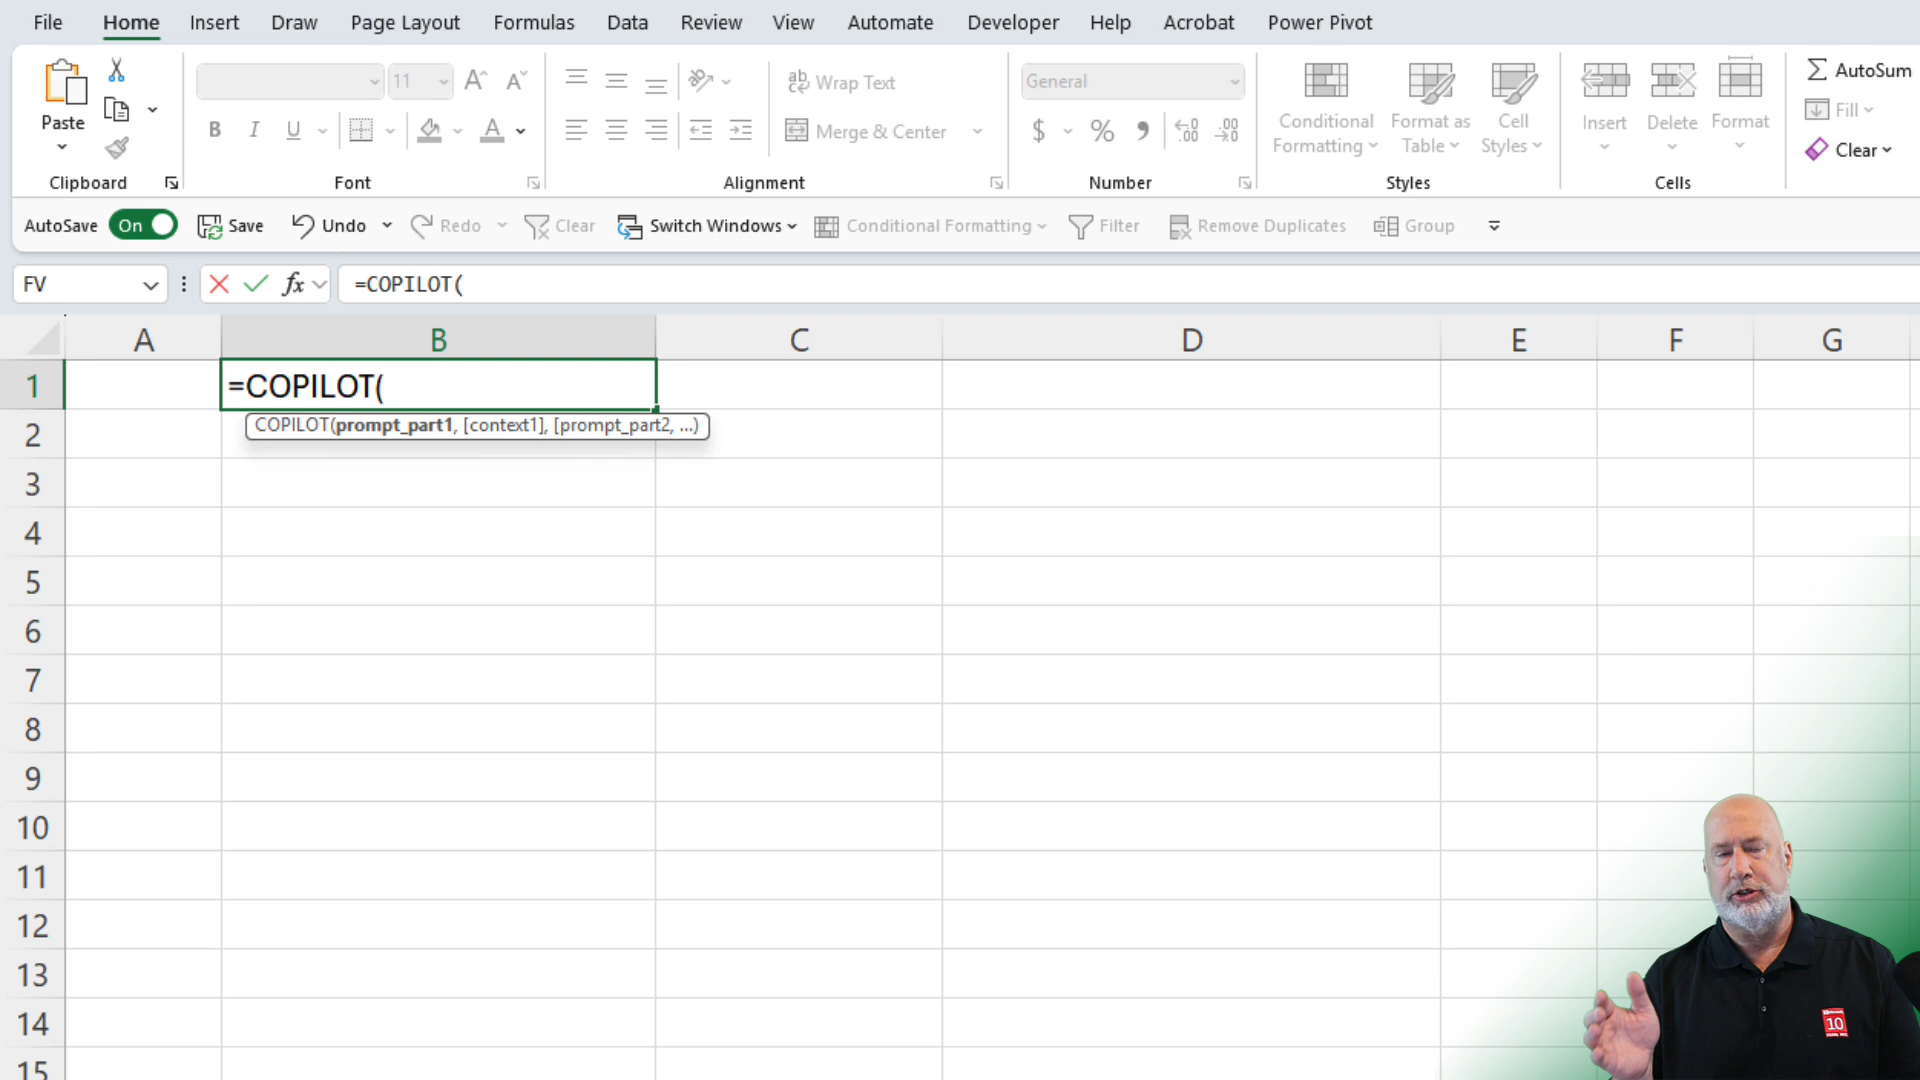 File Home Insert Draw Page Layout Formulas Data Review View Automate Developer Help Acrobat Power Pivot
Paste
11
A A
ab Wrap Text
General
AutoSum
Fill
B I U A
Merge & Center
$ % 9 .00 .00
Conditional Formatting
Format as Table
Cell Styles
Insert Delete Format
Clear
Clipboard Font Alignment Number Styles Cells
AutoSave On Save Undo Redo Clear Switch Windows Conditional Formatting Filter Remove Duplicates Group
FV fx =COPILOT(
A B C D E F G
1 =COPILOT(
COPILOT(prompt_part1, [context1], [prompt_part2, ...)
2
3
4
5
6
7
8
9
10
11
12
13
14
15
10